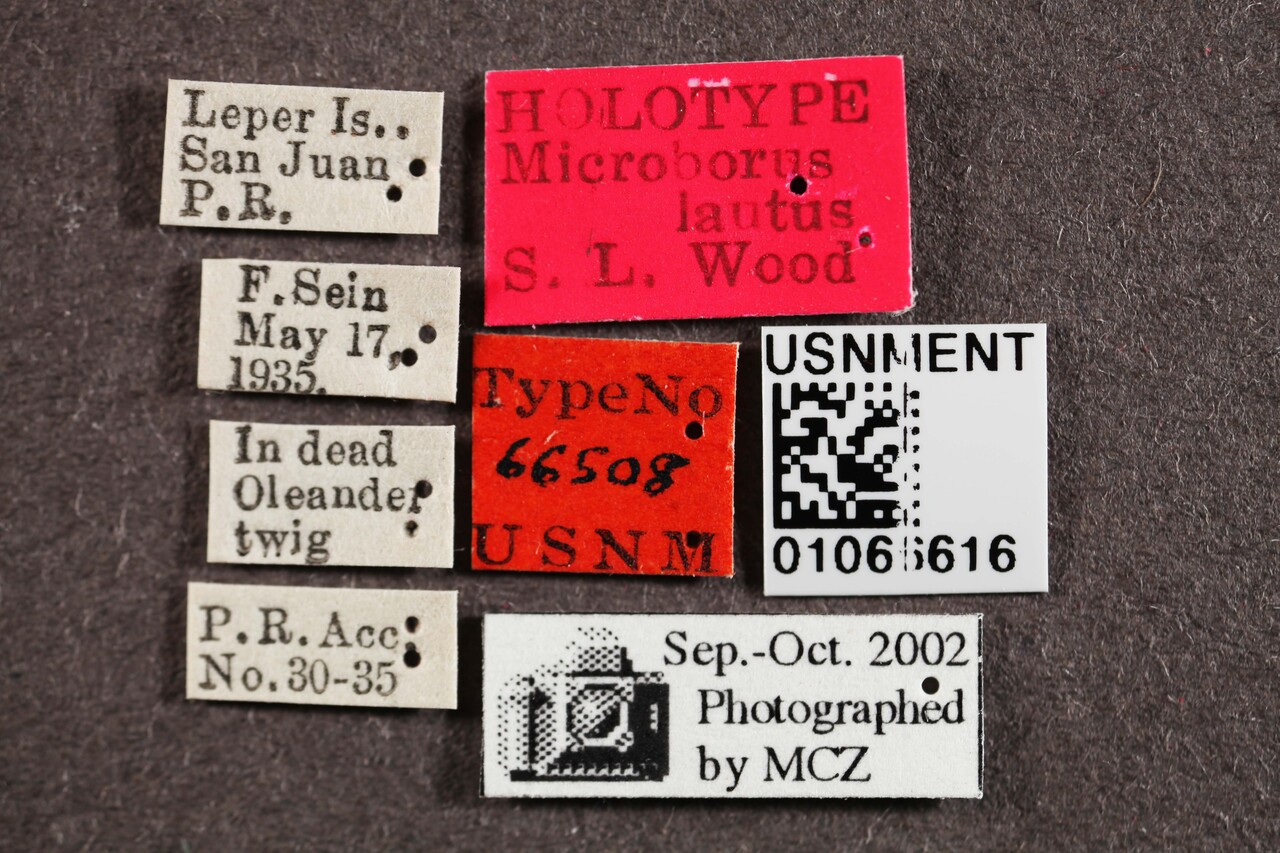 Leper Is..
San Juan
P.R.
F. Sein
May 17,
1935.
In dead
Oleander
twig
P.R. Acc.
No. 30-35
HOLOTYPE
Microborus
lautus
S. L. Wood
TypeNo
66508
USNM
USNMENT
01066616
Sep.-Oct. 2002
Photographed
by MCZ